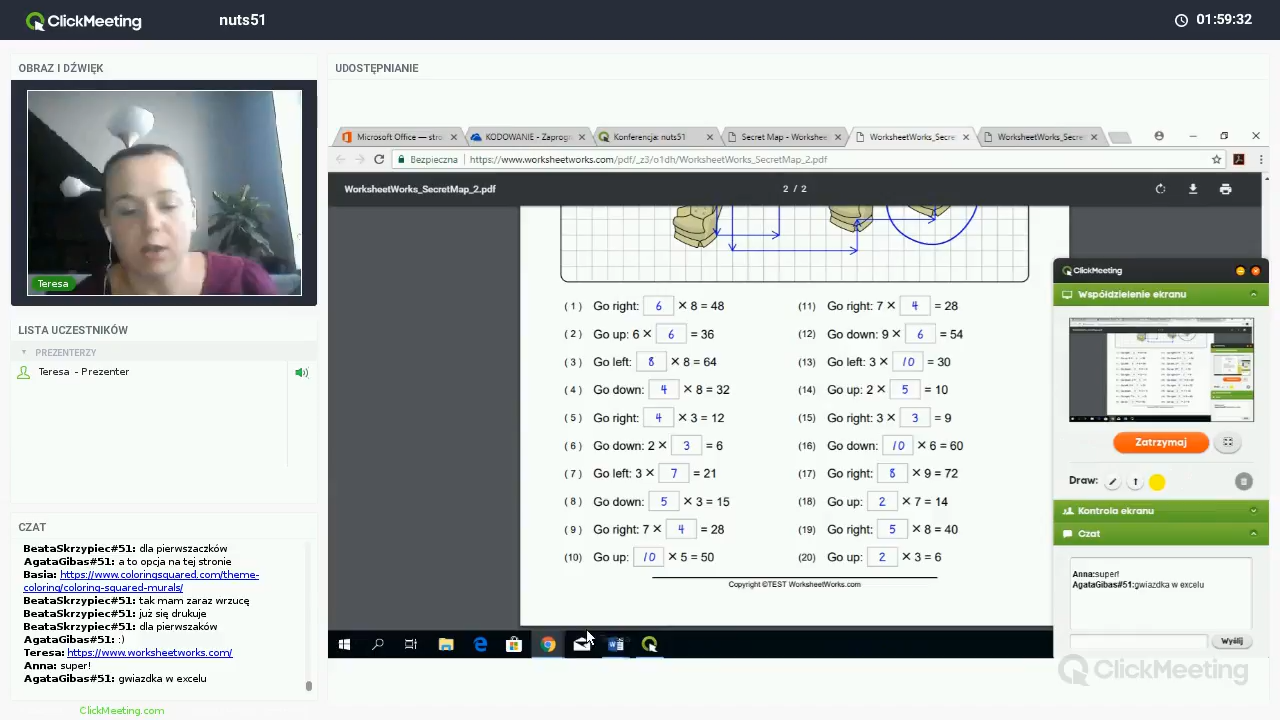 ClickMeeting
nuts51
01:59:32
OBRAZ I DŹWIĘK
Teresa
LISTA UCZESTNIKÓW
PREZENTERZY
Teresa - Prezenter
CZAT
BeataSkrzypiec#51: dla pierwszaczków
AgataGibas#51: a to opcja na tej stronie
Basia: https://www.coloringsquared.com/theme-
coloring/coloring-squared-murals/
BeataSkrzypiec#51: tak mam zaraz wrzucę
BeataSkrzypiec#51: już się drukuje
BeataSkrzypiec#51: dla pierwszaków
AgataGibas#51: :)
Teresa: https://www.worksheetworks.com/
Anna: super!
AgataGibas#51: gwiazdka w excelu
ClickMeeting.com
UDOSTĘPNIANIE
Microsoft Office — stro
KODOWANIE - Zaprog
Konferencja: nuts51
Secret Map - Workshee
WorksheetWorks_Secre
WorksheetWorks_Secre
Bezpieczna
https://www.worksheetworks.com/pdf/_z3/o1dh/WorksheetWorks_SecretMap_2.pdf
WorksheetWorks_SecretMap_2.pdf
2 / 2
( 1 ) Go right: 6 × 8 = 48
( 2 ) Go up: 6 × 6 = 36
( 3 ) Go left: 8 × 8 = 64
( 4 ) Go down: 4 × 8 = 32
( 5 ) Go right: 4 × 3 = 12
( 6 ) Go down: 2 × 3 = 6
( 7 ) Go left: 3 × 7 = 21
( 8 ) Go down: 5 × 3 = 15
( 9 ) Go right: 7 × 4 = 28
(10) Go up: 10 × 5 = 50
(11) Go right: 7 × 4 = 28
(12) Go down: 9 × 6 = 54
(13) Go left: 3 × 10 = 30
(14) Go up: 2 × 5 = 10
(15) Go right: 3 × 3 = 9
(16) Go down: 10 × 6 = 60
(17) Go right: 8 × 9 = 72
(18) Go up: 2 × 7 = 14
(19) Go right: 5 × 8 = 40
(20) Go up: 2 × 3 = 6
Copyright ©TEST WorksheetWorks.com
ClickMeeting
Współdzielenie ekranu
Zatrzymaj
Draw:
Kontrola ekranu
Czat
Anna:super!
AgataGibas#51:gwiazdka w excelu
Wyślij
ClickMeeting